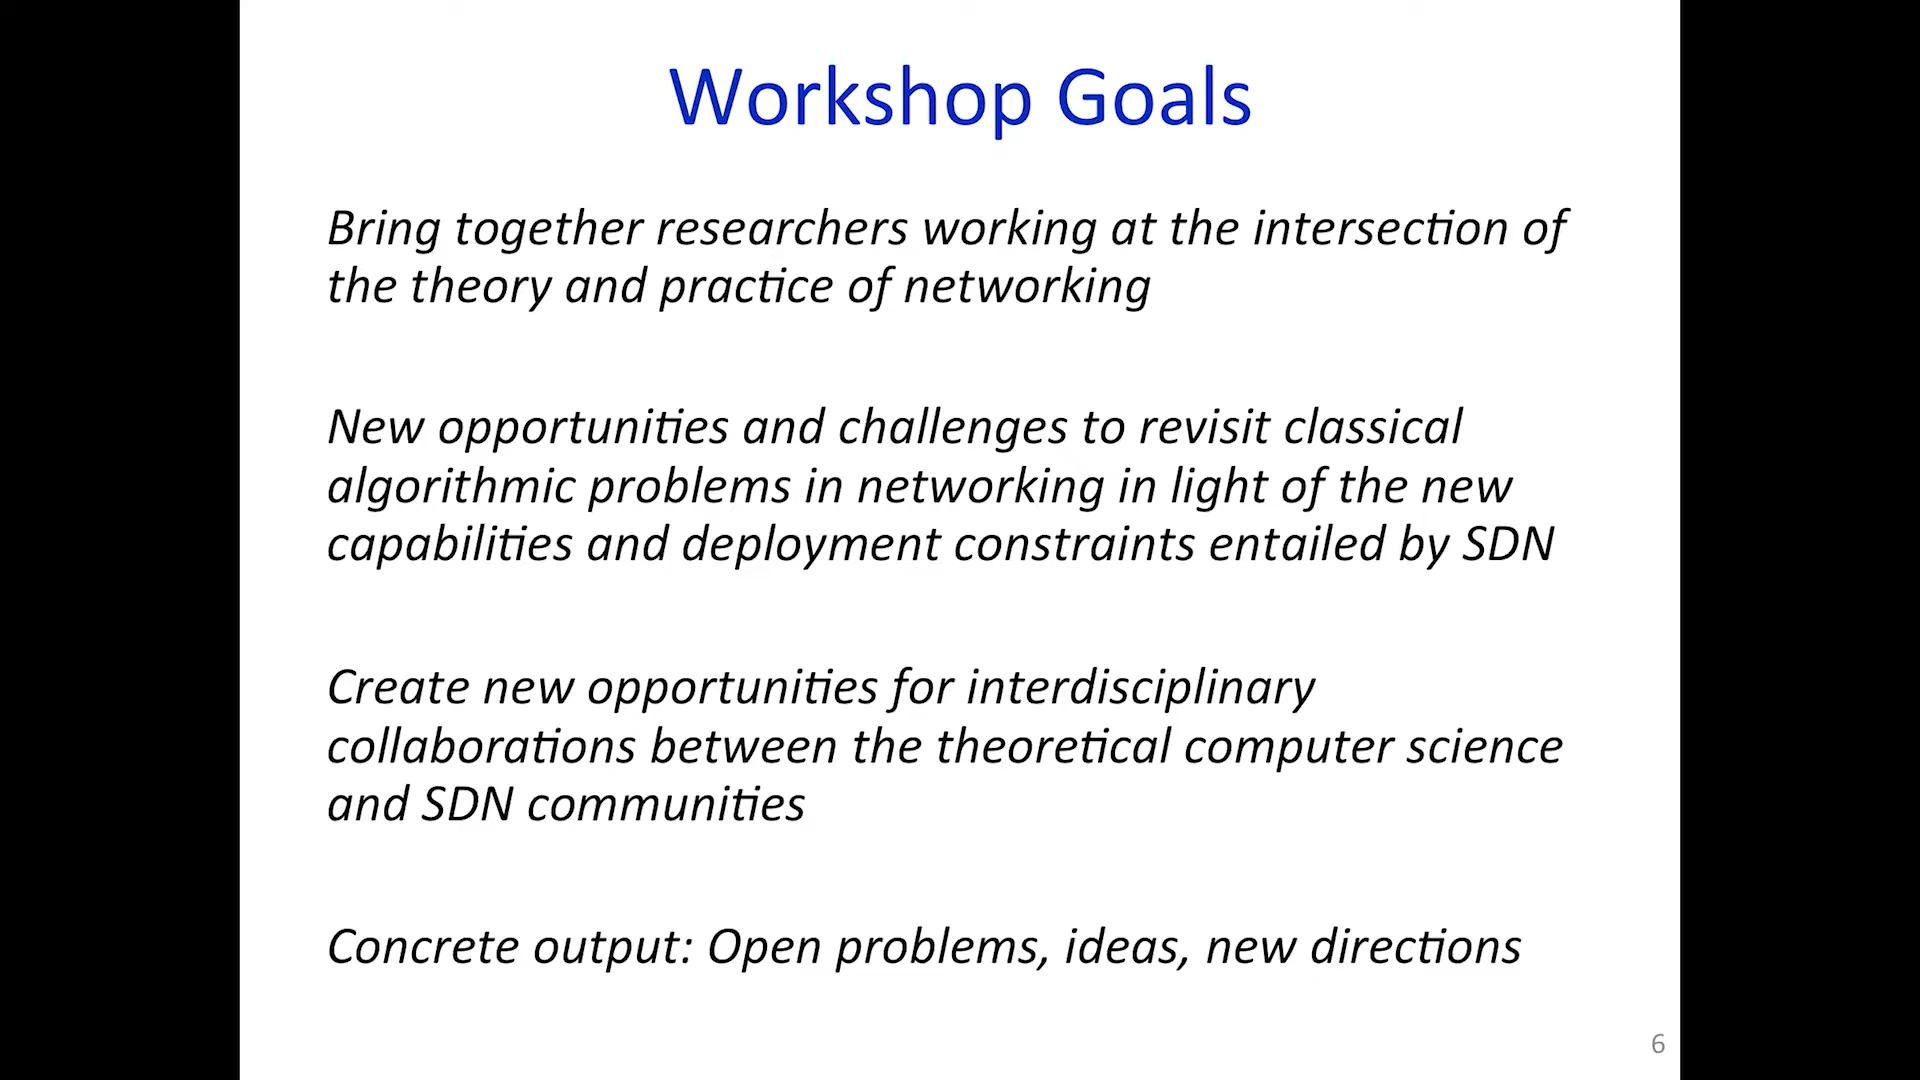 Workshop Goals
Bring together researchers working at the intersection of
the theory and practice of networking
New opportunities and challenges to revisit classical
algorithmic problems in networking in light of the new
capabilities and deployment constraints entailed by SDN
Create new opportunities for interdisciplinary
collaborations between the theoretical computer science
and SDN communities
Concrete output: Open problems, ideas, new directions
6